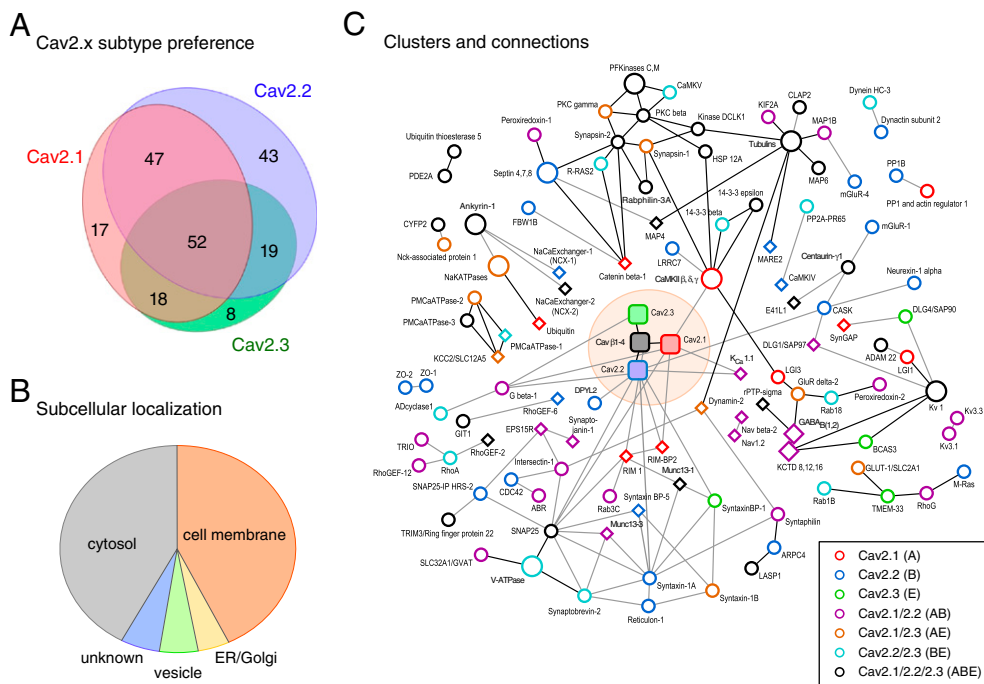 A
Cav2.x subtype preference
Cav2.2
Cav2.1
47
43
17
52
19
18
8
Cav2.3
B
Subcellular localization
cytosol
cell membrane
unknown
vesicle
ER/Golgi
C
Clusters and connections
PFKinases C,M
CaMKV
PKC gamma
PKC beta
Peroxiredoxin-1
Synapsin-2
Kinase DCLK1
KIF2A
CLAP2
MAP1B
Dynein HC-3
Dynactin subunit 2
Tubulins
Ubiquitin thioesterase 5
PDE2A
Synapsin-1
HSP 12A
Septin 4,7,8
R-RAS2
Rabphilin-3A
MAP6
mGluR-4
PP1B
PP1 and actin regulator 1
14-3-3 epsilon
14-3-3 beta
PP2A-PR65
Ankyrin-1
FBW1B
MAP4
mGluR-1
CYFP2
Nck-associated protein 1
NaCaExchanger-1
(NCX-1)
LRRC7
MARE2
Centaurin-γ1
Catenin beta-1
CaMKII β, δ, γ
CaMKIV
Neurexin-1 alpha
NaKATPases
NaCaExchanger-2
(NCX-2)
E41L1
PMCaATPase-2
PMCaATPase-3
Ubiquitin
PMCaATPase-1
KCC2/SLC12A5
Cav2.3
Cav β1-4
Cav2.1
Cav2.2
CASK
DLG4/SAP90
SynGAP
DLG1/SAP97
ADAM 22
LGI1
KCa1.1
LGI3
GluR delta-2
ZO-2
ZO-1
ADcyclase1
G beta-1
DPYL2
Dynamin-2
rPTP-sigma
Rab18
Peroxiredoxin-2
Kv 1
GIT1
RhoGEF-6
Synapto-
janin-1
Nav beta-2
Nav1.2
GABAB(1,2)
Kv3.3
Kv3.1
TRIO
RhoGEF-2
EPS15R
RhoGEF-12
RhoA
Intersectin-1
RIM-BP2
RIM 1
KCTD 8,12,16
BCAS3
GLUT-1/SLC2A1
SNAP25-IP HRS-2
CDC42
ABR
Munc13-1
Rab3C
Syntaxin BP-5
SyntaxinBP-1
Rab1B
TMEM-33
RhoG
M-Ras
TRIM3/Ring finger protein 22
SNAP25
Munc13-3
Syntaphilin
SLC32A1/GVAT
V-ATPase
ARPC4
LASP1
Syntaxin-1A
Synaptobrevin-2
Reticulon-1
Syntaxin-1B
Cav2.1 (A)
Cav2.2 (B)
Cav2.3 (E)
Cav2.1/2.2 (AB)
Cav2.1/2.3 (AE)
Cav2.2/2.3 (BE)
Cav2.1/2.2/2.3 (ABE)